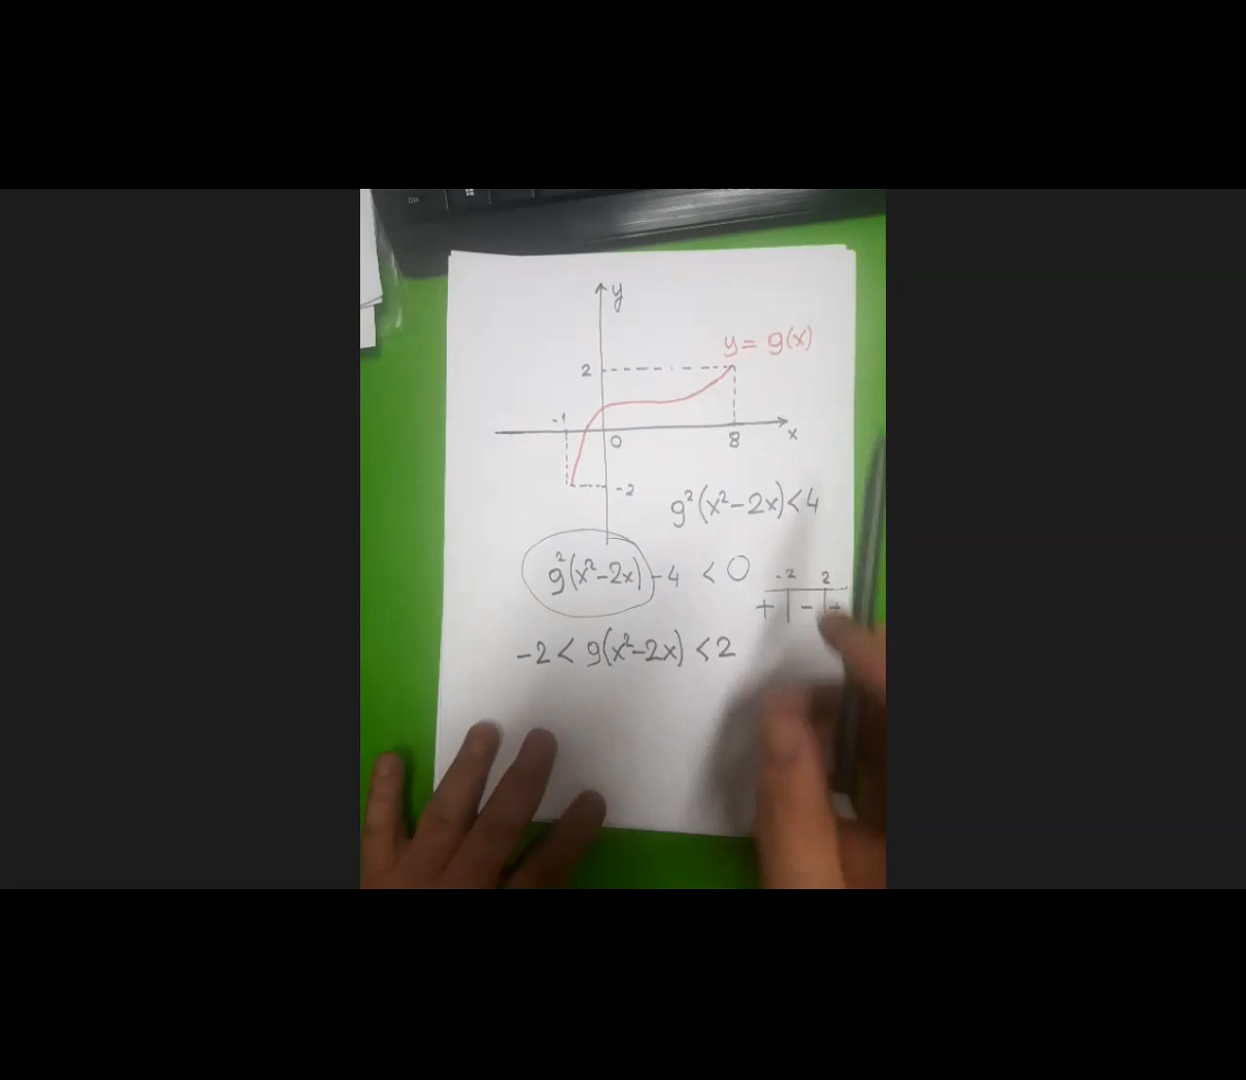 On
y
y = g(x)
2
-1
0
8
x
-2
g²(x²-2x)<4
g²(x²-2x)-4 < 0
-2 2
+ - +
-2 < g(x²-2x) < 2